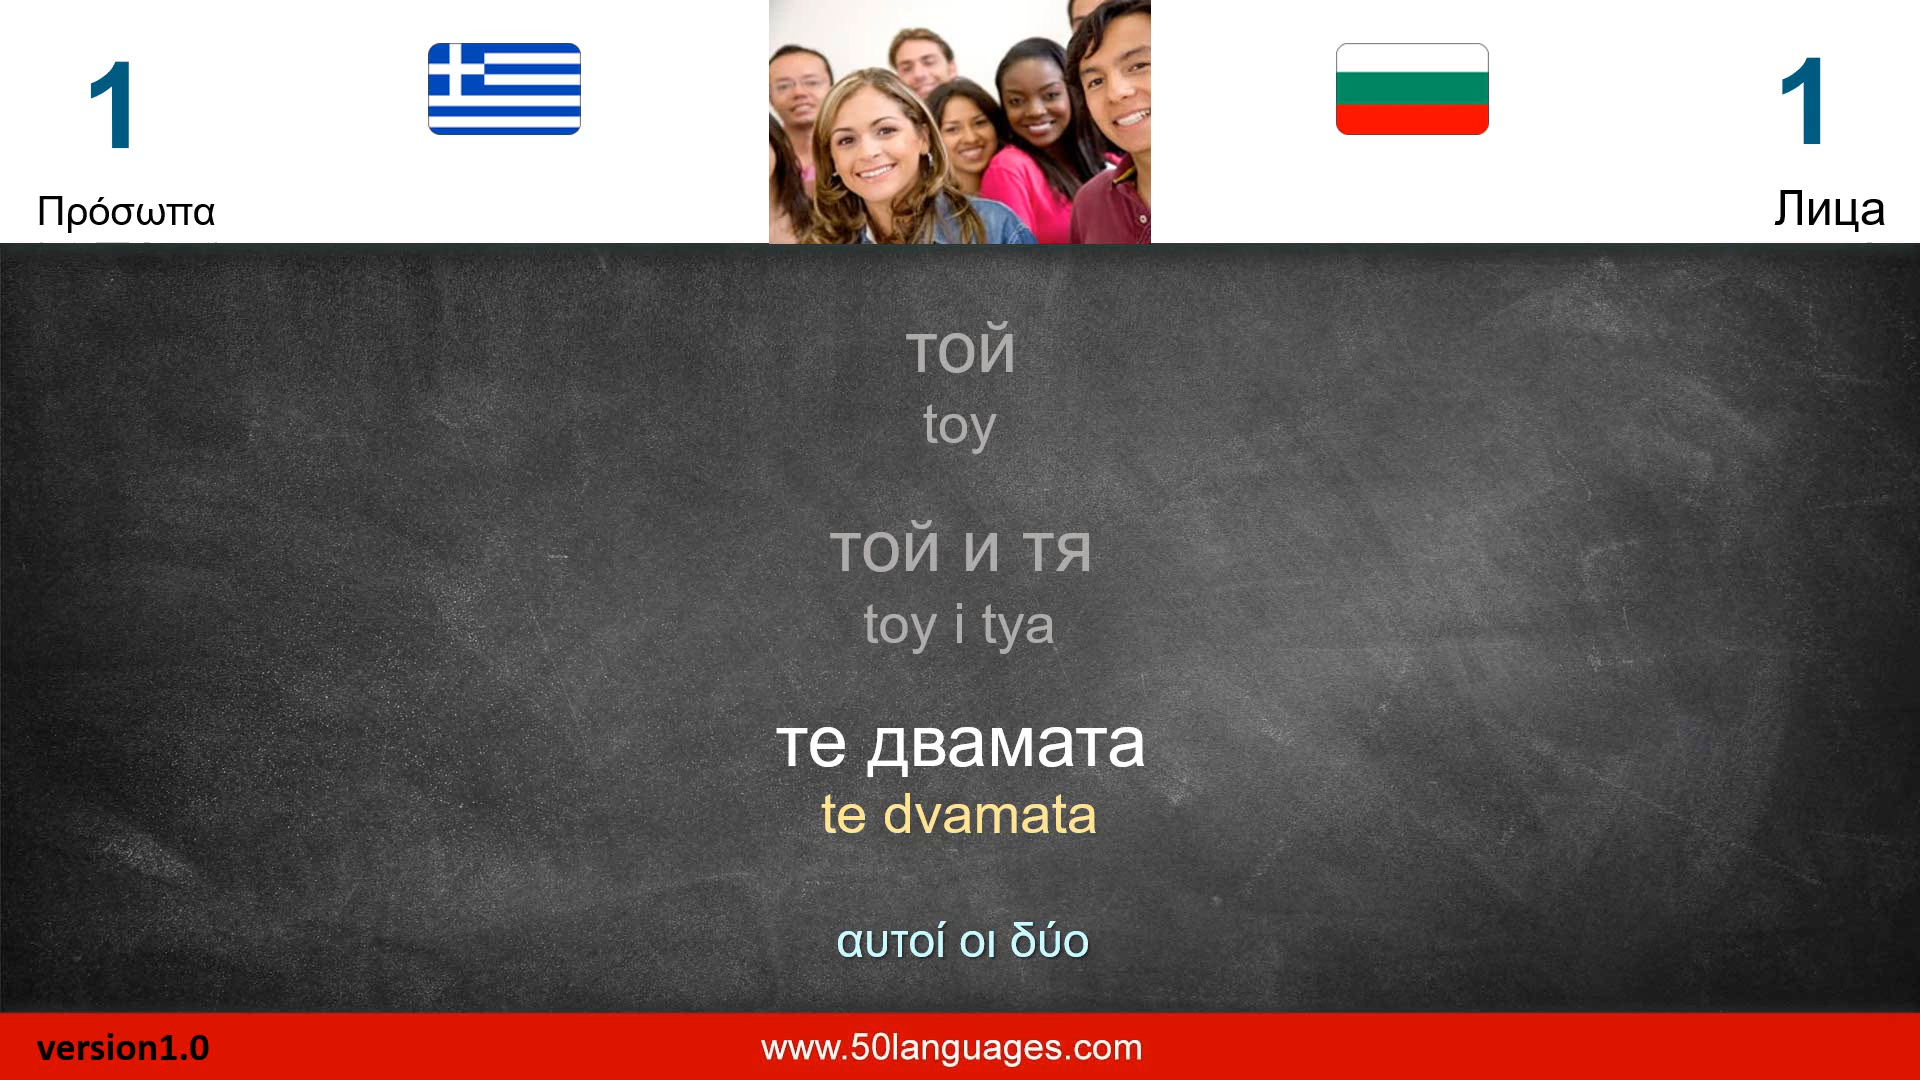 1
1
Πρόσωπα
Лица
той
toy
той и тя
toy i tya
те двамата
te dvamata
αυτοί οι δύο
version1.0
www.50languages.com